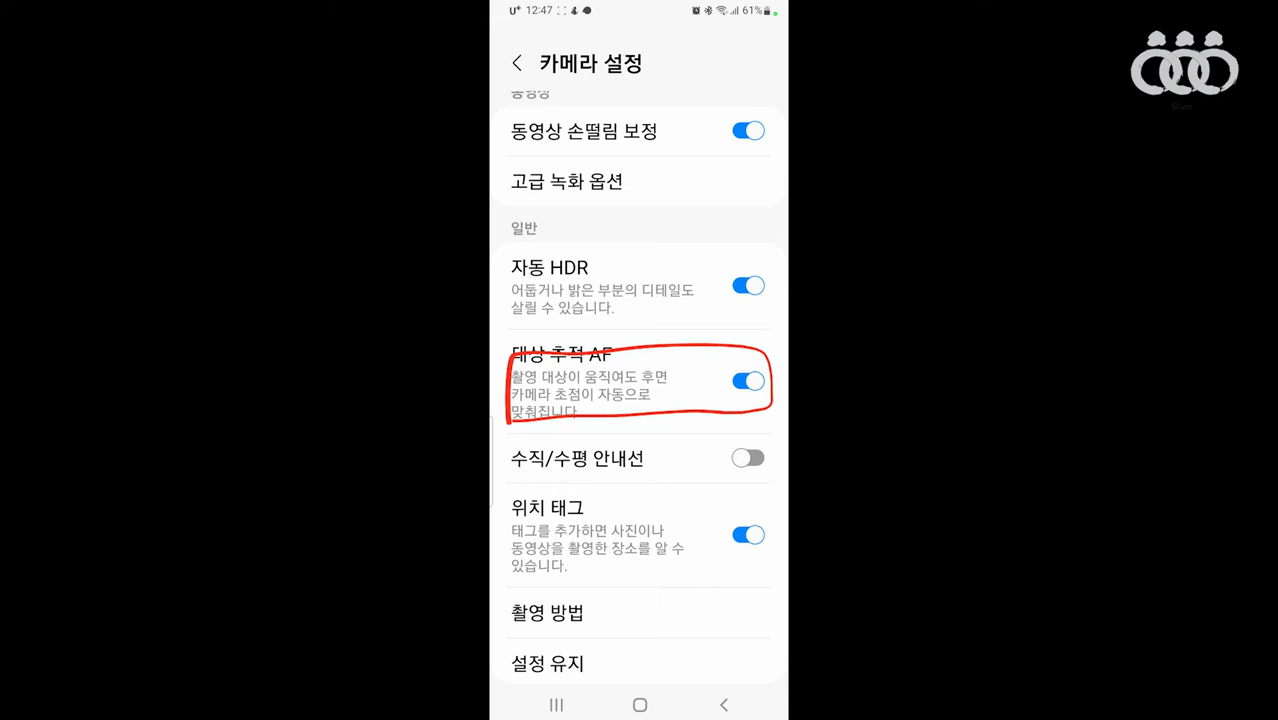 U+ 12:47
61%
카메라 설정
동영상
동영상 손떨림 보정
고급 녹화 옵션
일반
자동 HDR
어둡거나 밝은 부분의 디테일도
살릴 수 있습니다.
대상 추적 AF
촬영 대상이 움직여도 후면
카메라 초점이 자동으로
맞춰집니다.
수직/수평 안내선
위치 태그
태그를 추가하면 사진이나
동영상을 촬영한 장소를 알 수
있습니다.
촬영 방법
설정 유지
Silver